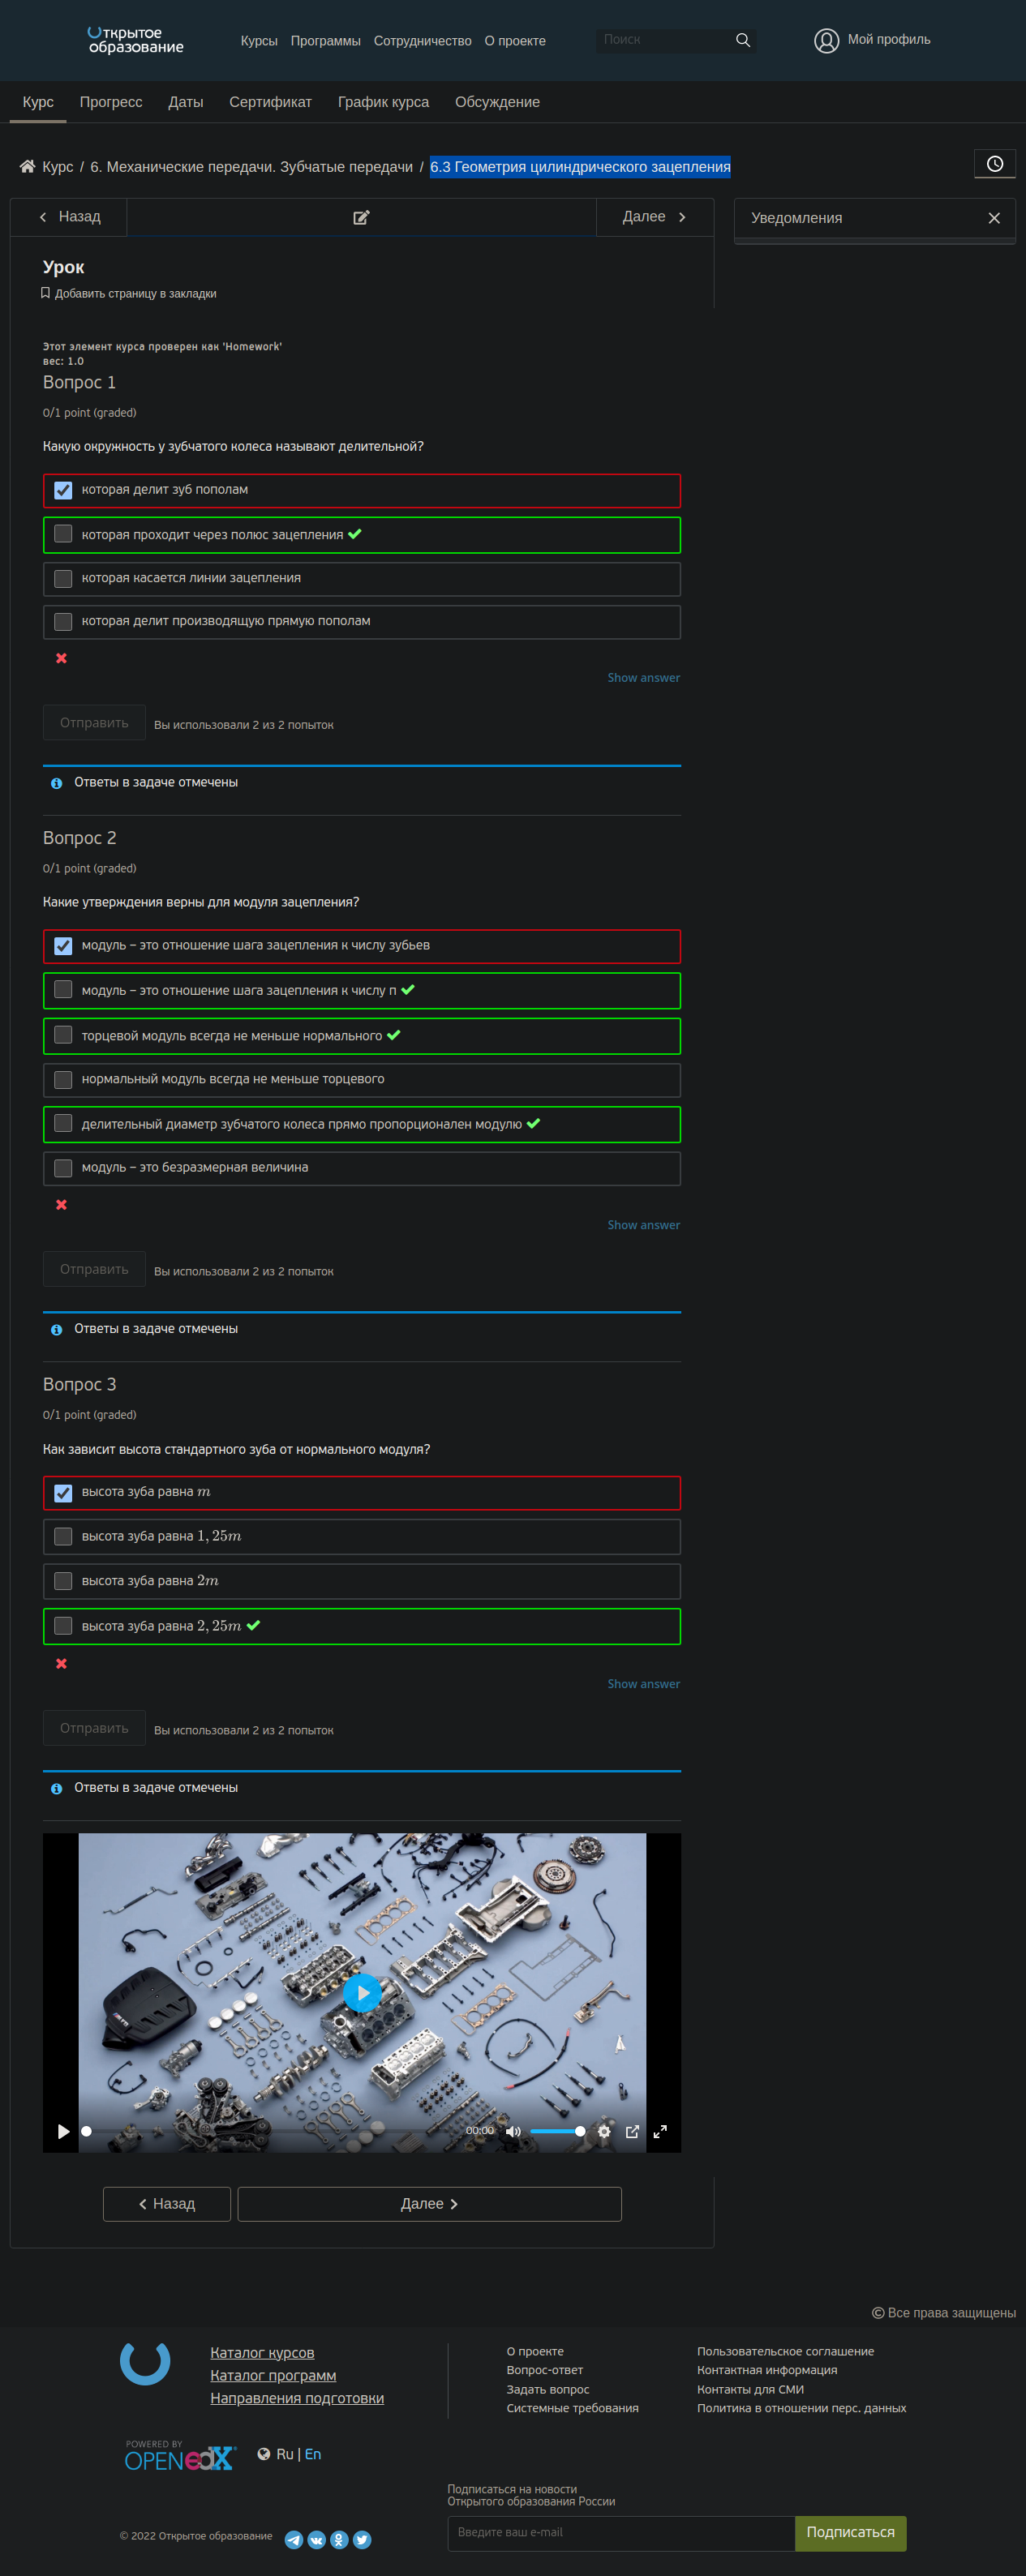 Открытое
образование
Курсы Программы Сотрудничество О проекте
Поиск
Мой профиль
Курс Прогресс Даты Сертификат График курса Обсуждение
Курс / 6. Механические передачи. Зубчатые передачи / 6.3 Геометрия цилиндрического зацепления
Назад
Далее
Уведомления
Урок
Добавить страницу в закладки
Этот элемент курса проверен как 'Homework'
вес: 1.0
Вопрос 1
0/1 point (graded)
Какую окружность у зубчатого колеса называют делительной?
которая делит зуб пополам
которая проходит через полюс зацепления
которая касается линии зацепления
которая делит производящую прямую пополам
Show answer
Отправить
Вы использовали 2 из 2 попыток
Ответы в задаче отмечены
Вопрос 2
0/1 point (graded)
Какие утверждения верны для модуля зацепления?
модуль – это отношение шага зацепления к числу зубьев
модуль – это отношение шага зацепления к числу п
торцевой модуль всегда не меньше нормального
нормальный модуль всегда не меньше торцевого
делительный диаметр зубчатого колеса прямо пропорционален модулю
модуль – это безразмерная величина
Show answer
Отправить
Вы использовали 2 из 2 попыток
Ответы в задаче отмечены
Вопрос 3
0/1 point (graded)
Как зависит высота стандартного зуба от нормального модуля?
высота зуба равна m
высота зуба равна 1,25m
высота зуба равна 2m
высота зуба равна 2,25m
Show answer
Отправить
Вы использовали 2 из 2 попыток
Ответы в задаче отмечены
00:00
Назад
Далее
© Все права защищены
Каталог курсов
Каталог программ
Направления подготовки
О проекте
Вопрос-ответ
Задать вопрос
Системные требования
Пользовательское соглашение
Контактная информация
Контакты для СМИ
Политика в отношении перс. данных
POWERED BY
OPEN edX
Ru | En
Подписаться на новости
Открытого образования России
Введите ваш e-mail
Подписаться
© 2022 Открытое образование